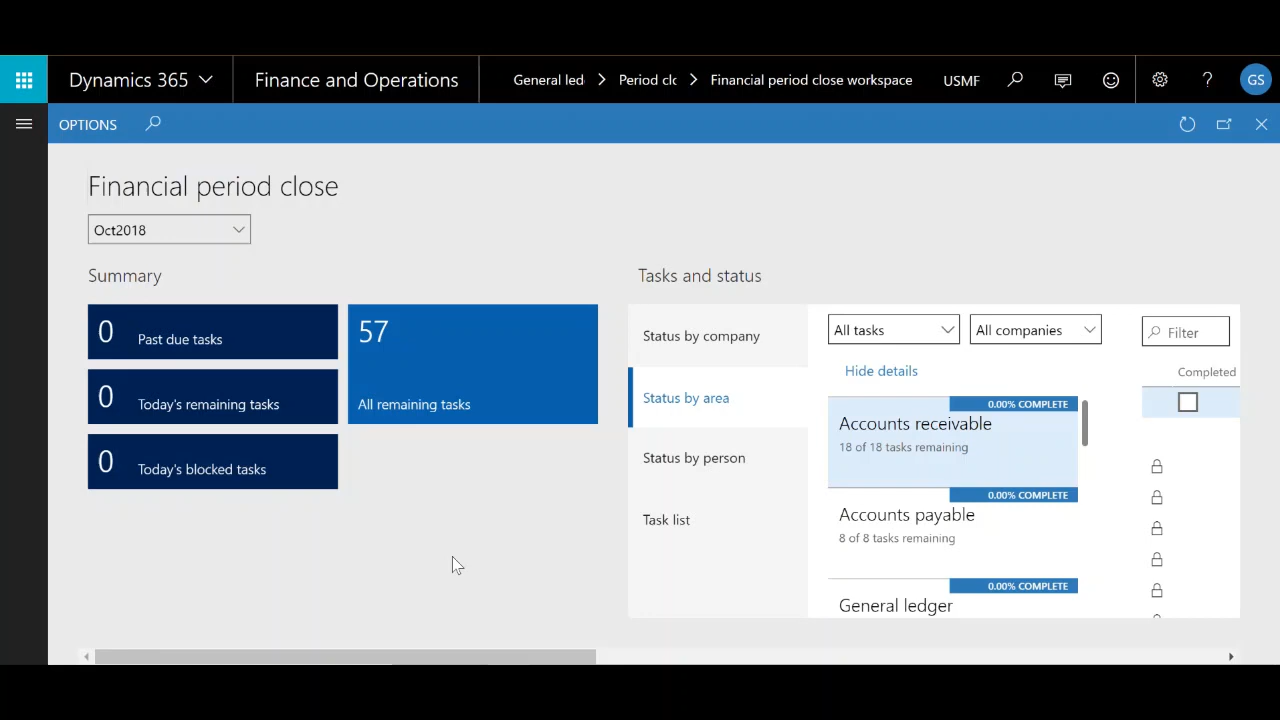 Dynamics 365
Finance and Operations
General led
Period clc
Financial period close workspace
USMF
?
GS
OPTIONS
Financial period close
Oct2018
Summary
Tasks and status
0 Past due tasks
57
All remaining tasks
0 Today's remaining tasks
0 Today's blocked tasks
Status by company
Status by area
Status by person
Task list
All tasks
All companies
Filter
Hide details
Completed
0.00% COMPLETE
Accounts receivable
18 of 18 tasks remaining
0.00% COMPLETE
Accounts payable
8 of 8 tasks remaining
0.00% COMPLETE
General ledger